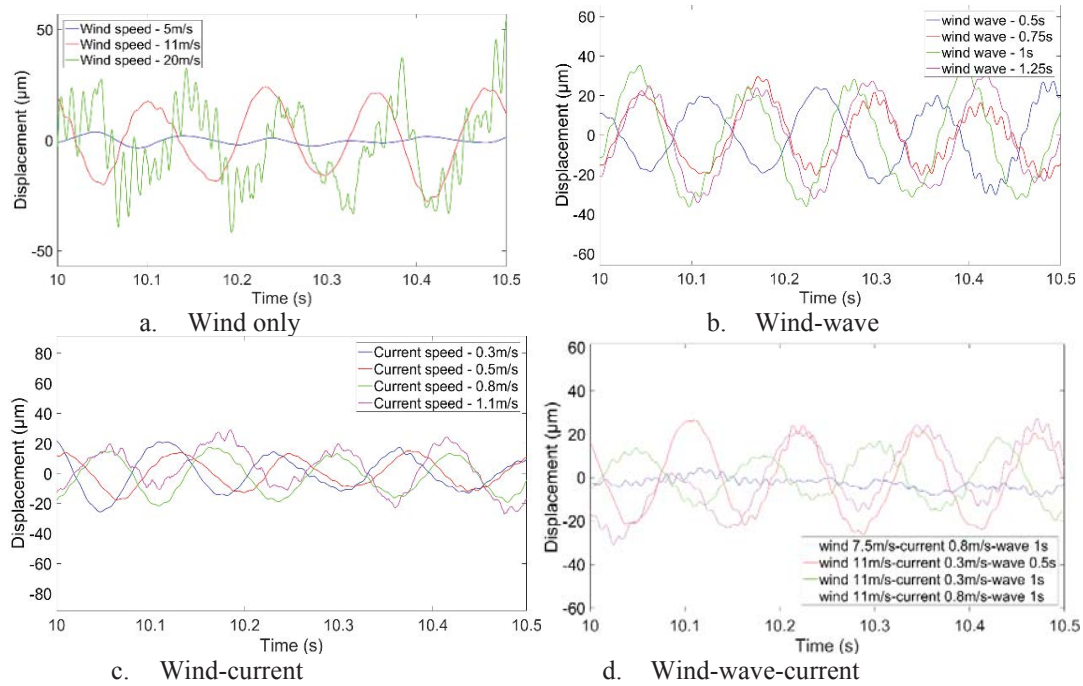 Displacement (µm)
50
0
-50
Wind speed - 5m/s
Wind speed - 11m/s
Wind speed - 20m/s
10 10.1 10.2 10.3 10.4 10.5
Time (s)
a. Wind only
Displacement (µm)
60
40
20
0
-20
-40
-60
wind wave - 0.5s
wind wave - 0.75s
wind wave - 1s
wind wave - 1.25s
10 10.1 10.2 10.3 10.4 10.5
Time (s)
b. Wind-wave
Displacement (µm)
80
60
40
20
0
-20
-40
-60
-80
Current speed - 0.3m/s
Current speed - 0.5m/s
Current speed - 0.8m/s
Current speed - 1.1m/s
10 10.1 10.2 10.3 10.4 10.5
Time (s)
c. Wind-current
Displacement (µm)
60
40
20
0
-20
-40
-60
wind 7.5m/s-current 0.8m/s-wave 1s
wind 11m/s-current 0.3m/s-wave 0.5s
wind 11m/s-current 0.3m/s-wave 1s
wind 11m/s-current 0.8m/s-wave 1s
10 10.1 10.2 10.3 10.4 10.5
Time (s)
d. Wind-wave-current